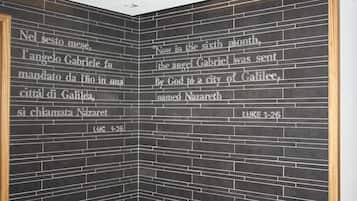 Nel sesto mese,
l'angelo Gabriele fu
mandato da Dio in una
città di Galilea,
si chiamata Nazaret
LUC 1-26
"Now in the sixth month,
the angel Gabriel was sent
By God to a city of Galilee,
named Nazareth
LUKE 1-26